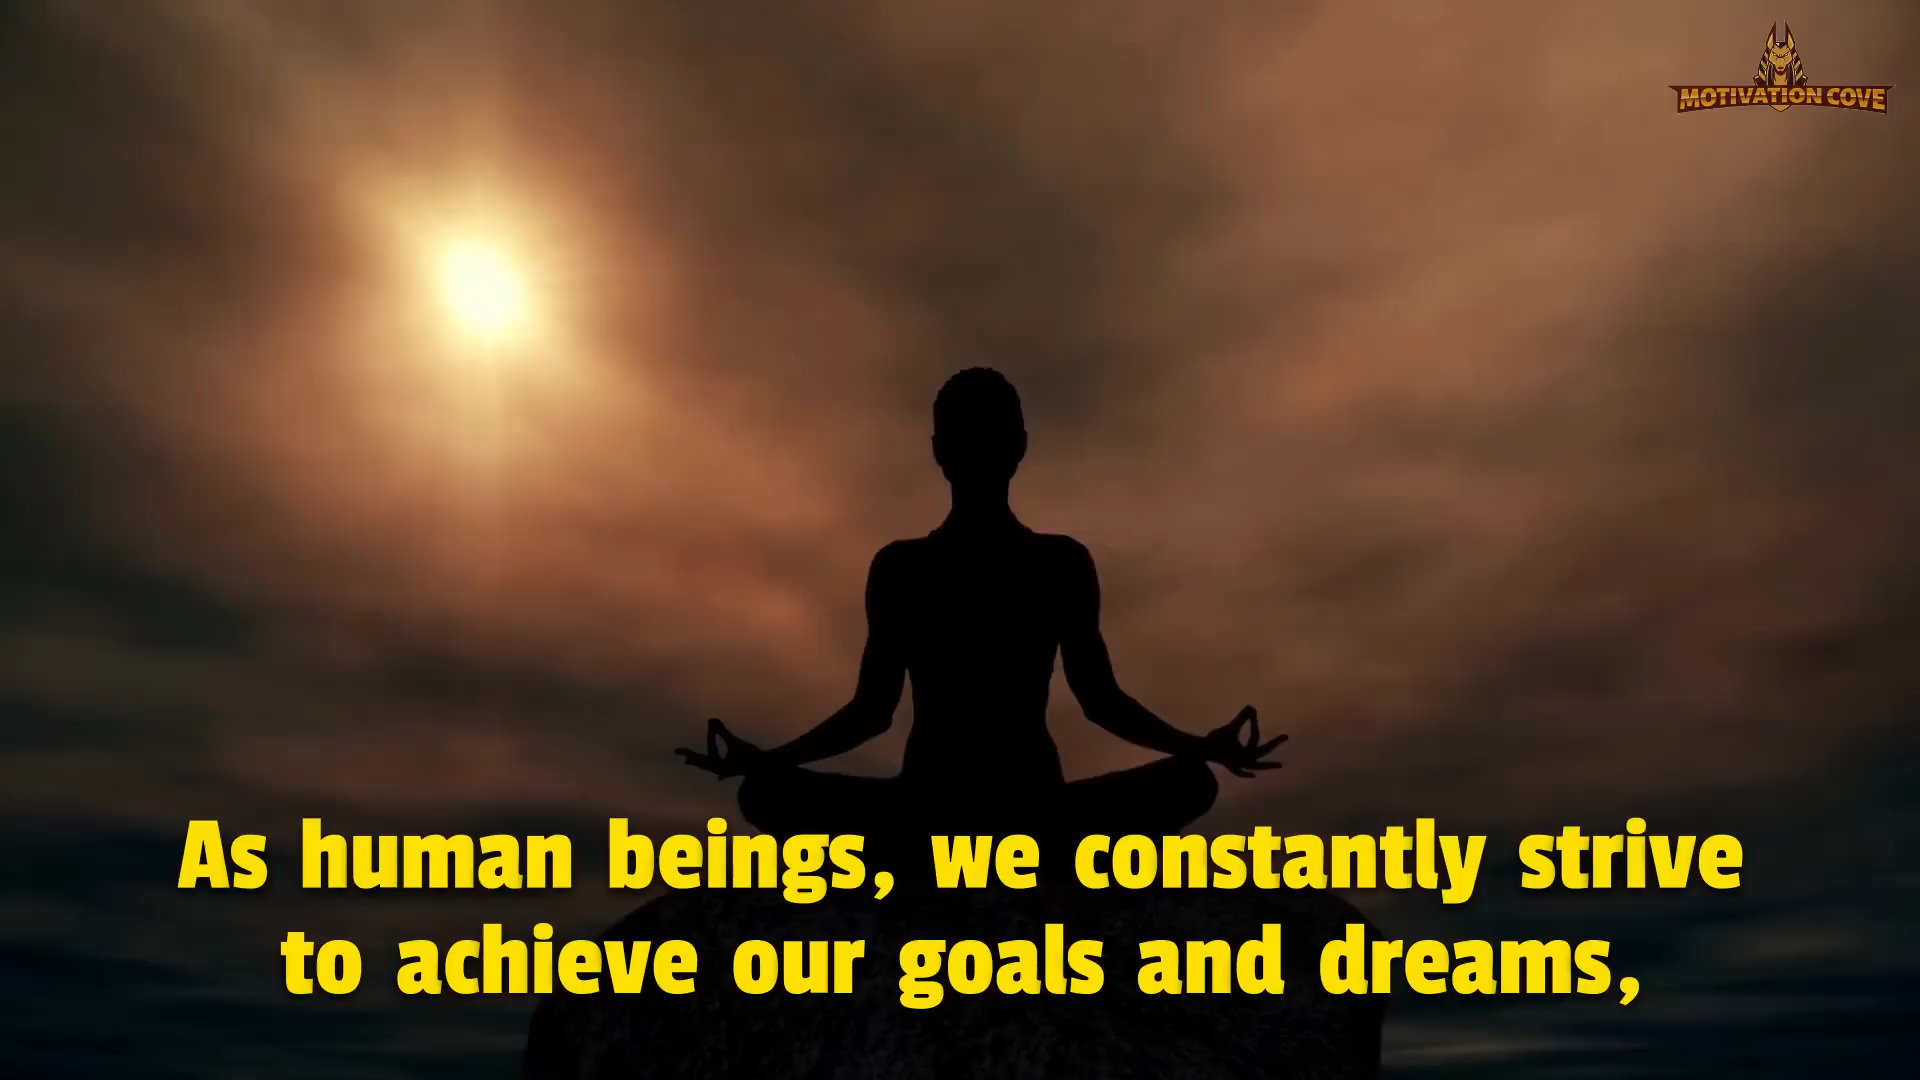 MOTIVATION COVE
As human beings, we constantly strive
to achieve our goals and dreams,